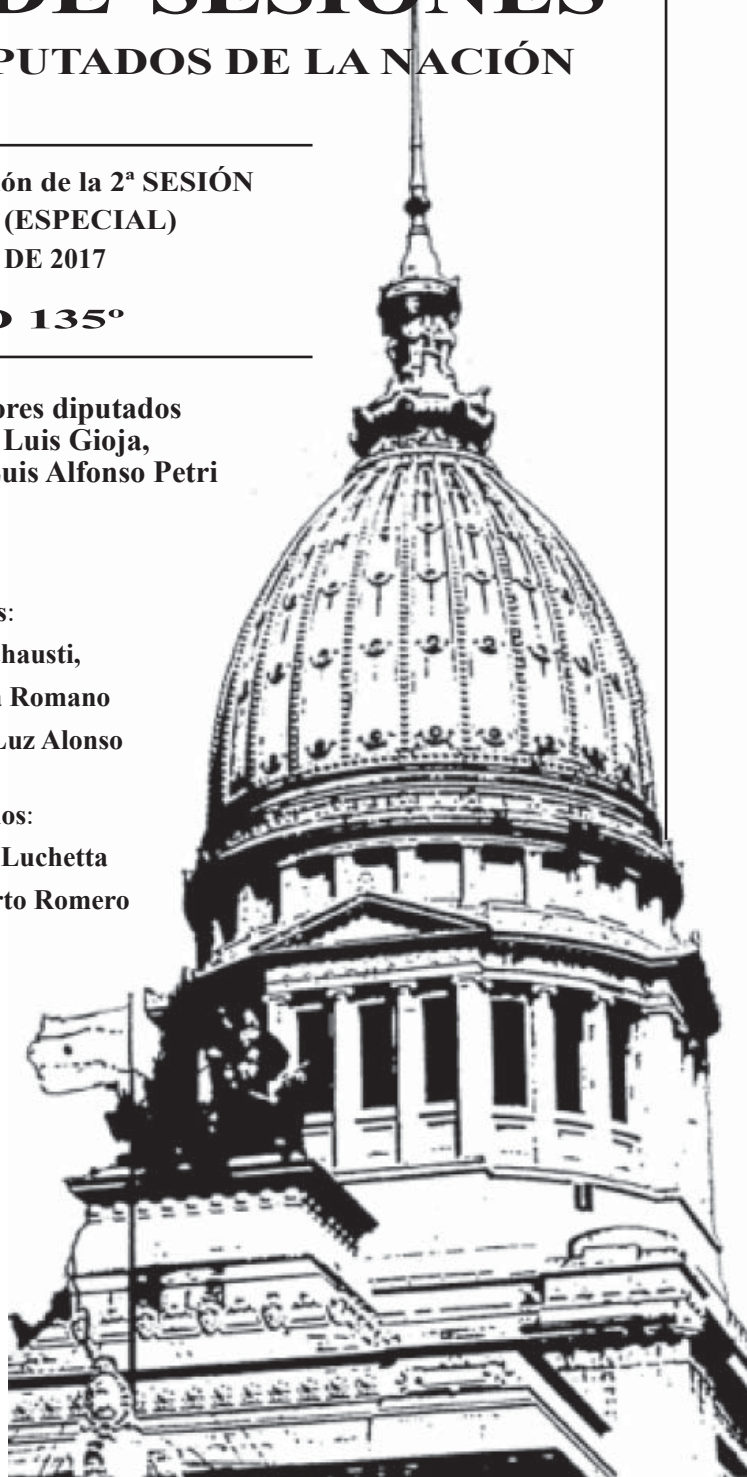 DE SESIONES
PUTADOS DE LA NACIÓN
ón de la 2ª SESIÓN
(ESPECIAL)
DE 2017
O 135º
ores diputados
Luis Gioja,
uis Alfonso Petri
s:
hausti,
Romano
Luz Alonso
os:
Luchetta
rto Romero